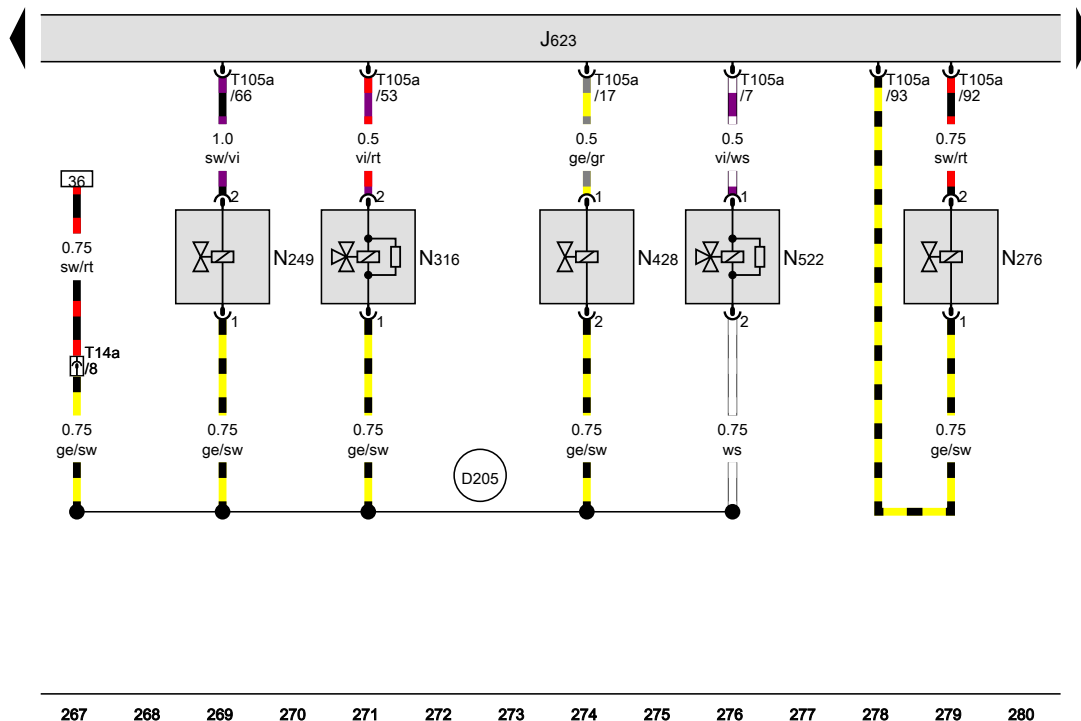 J623
T105a
/66
T105a
/53
T105a
/17
T105a
/7
T105a
/93
T105a
/92
1.0
sw/vi
0.5
vi/rt
0.5
ge/gr
0.5
vi/ws
0.75
sw/rt
36
2
2
1
1
2
0.75
sw/rt
N249
N316
N428
N522
N276
1
1
2
2
1
T14a
/8
0.75
ge/sw
0.75
ge/sw
0.75
ge/sw
0.75
ge/sw
0.75
ws
0.75
ge/sw
D205
267 268 269 270 271 272 273 274 275 276 277 278 279 280